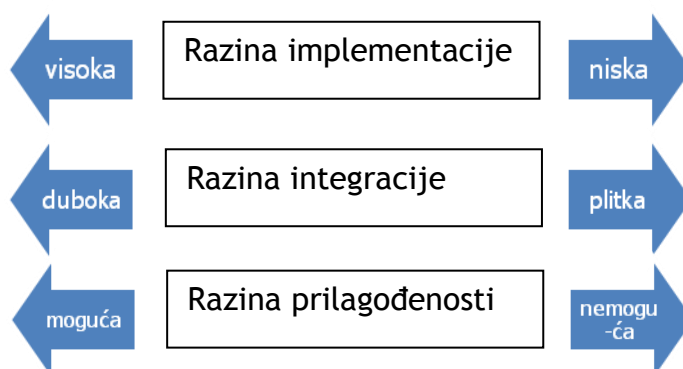 visoka
Razina implementacije
niska
duboka
Razina integracije
plitka
moguća
Razina prilagođenosti
nemogu
-ća